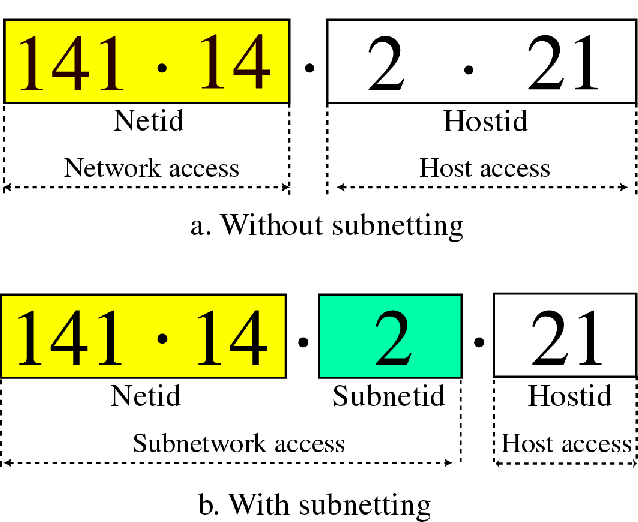 141 . 14 . 2 . 21
Netid Hostid
Network access Host access
a. Without subnetting
141 . 14 . 2 . 21
Netid Subnetid Hostid
Subnetwork access Host access
b. With subnetting